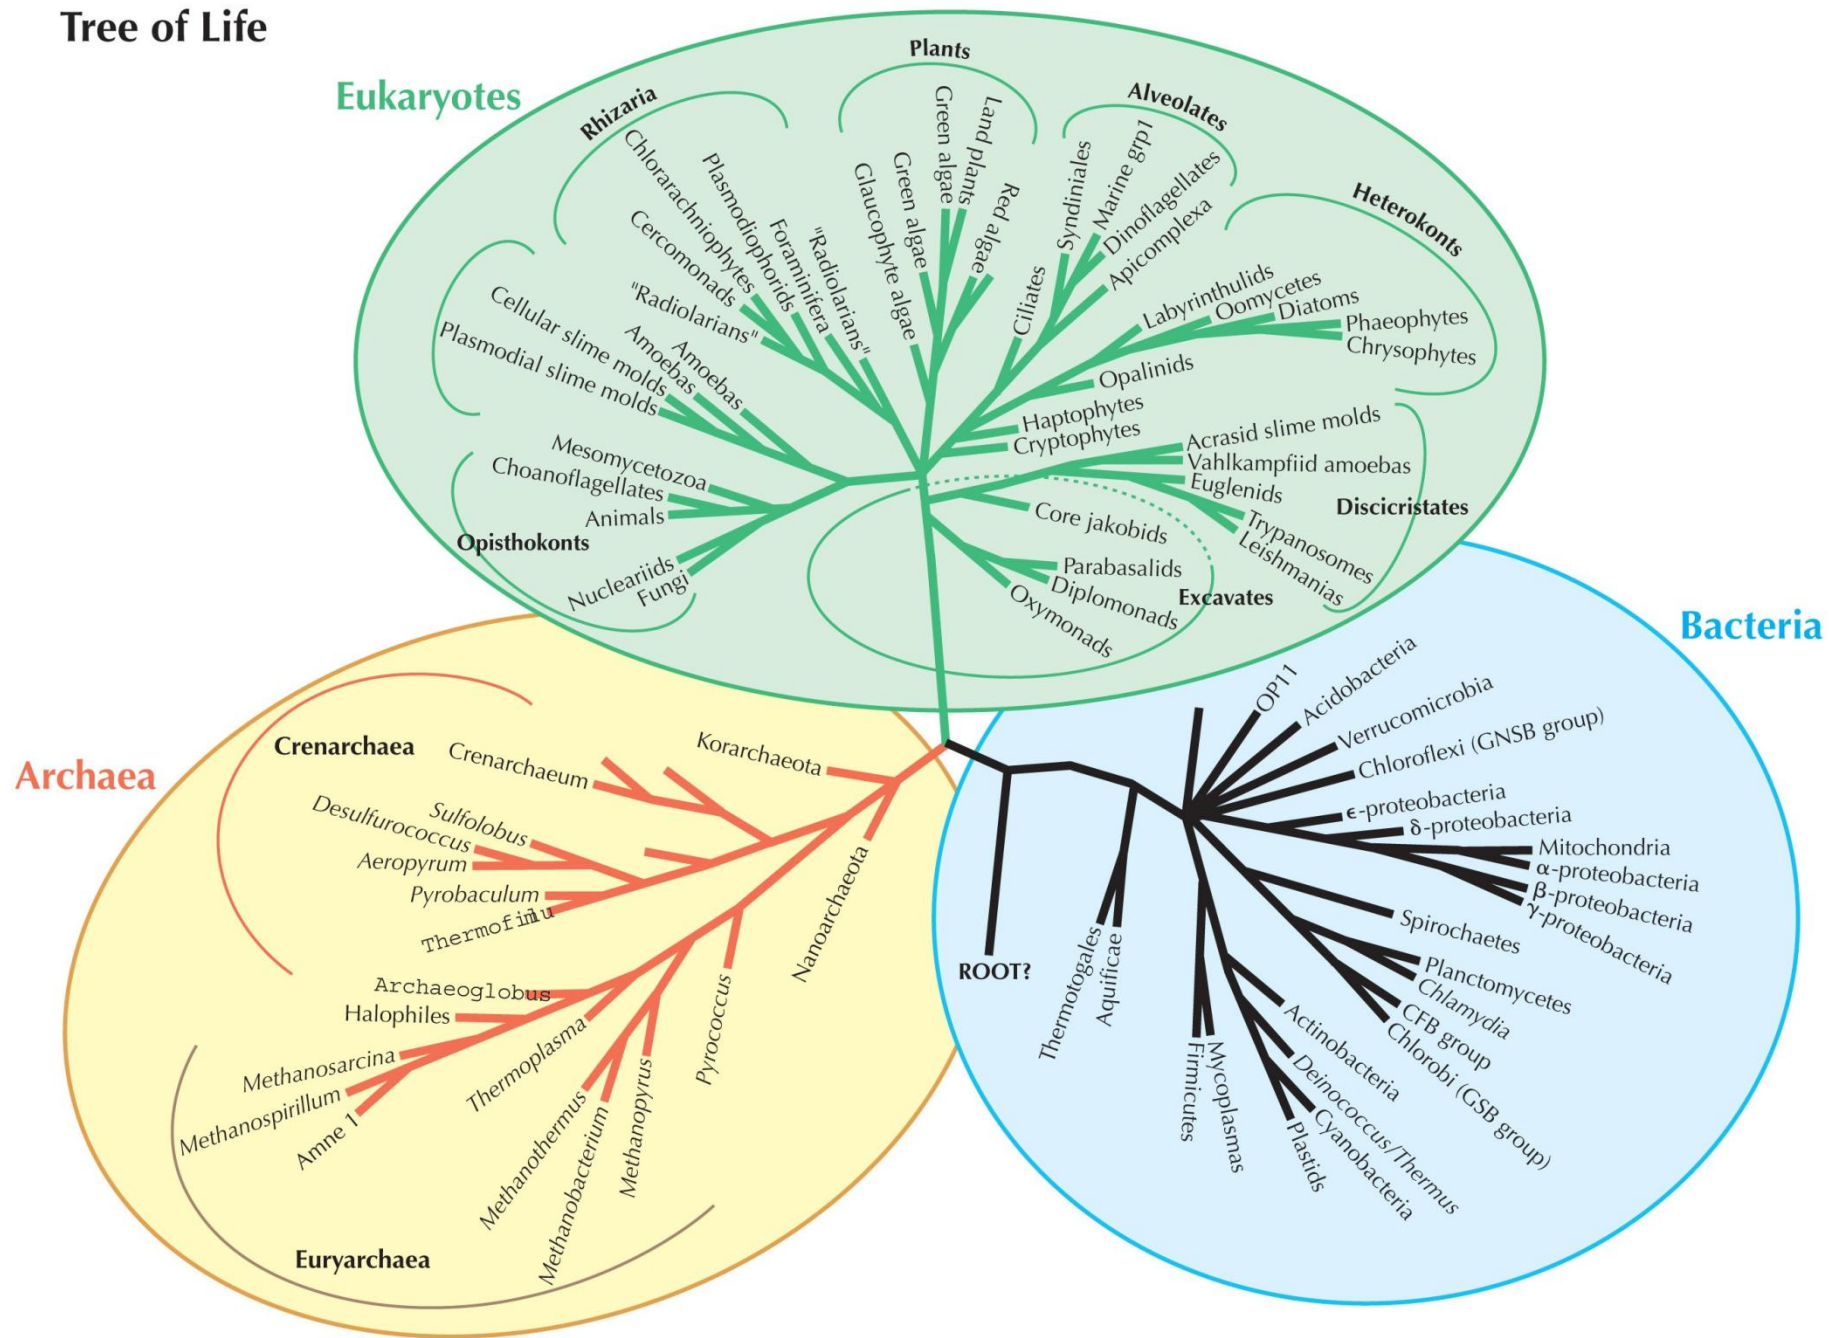 Tree of Life
Eukaryotes
Rhizaria
Plants
Alveolates
Heterokonts
Chlorarachniophytes
Plasmodiophorids
Cercomonads
Foraminifera
"Radiolarians"
"Radiolarians"
Glaucophyte algae
Green algae
Green algae
Land plants
Red algae
Ciliates
Syndiniales
Marine grp1
Dinoflagellates
Apicomplexa
Labyrinthulids
Oomycetes
Diatoms
Phaeophytes
Chrysophytes
Opalinids
Haptophytes
Cryptophytes
Cellular slime molds
Plasmodial slime molds
Amoebas
Amoebas
Mesomycetozoa
Choanoflagellates
Animals
Opisthokonts
Nucleariids
Fungi
Acrasid slime molds
Vahlkampfiid amoebas
Euglenids
Discicristates
Trypanosomes
Leishmanias
Core jakobids
Parabasalids
Diplomonads
Oxymonads
Excavates
Archaea
Crenarchaea
Crenarchaeum
Korarchaeota
Sulfolobus
Desulfurococcus
Aeropyrum
Pyrobaculum
Nanoarchaeota
Archaeoglobus
Halophiles
Methanosarcina
Methanospirillum
Amne 1
Thermoplasma
Methanothermus
Methanobacterium
Methanopyrus
Pyrococcus
Euryarchaea
Bacteria
ROOT?
Thermotogales
Aquificae
OP11
Acidobacteria
Verrucomicrobia
Chloroflexi (GNSB group)
ϵ-proteobacteria
δ-proteobacteria
Mitochondria
α-proteobacteria
β-proteobacteria
γ-proteobacteria
Spirochaetes
Planctomycetes
Chlamydia
CFB group
Chlorobi (GSB group)
Actinobacteria
Deinococcus/Thermus
Cyanobacteria
Plastids
Mycoplasmas
Firmicutes